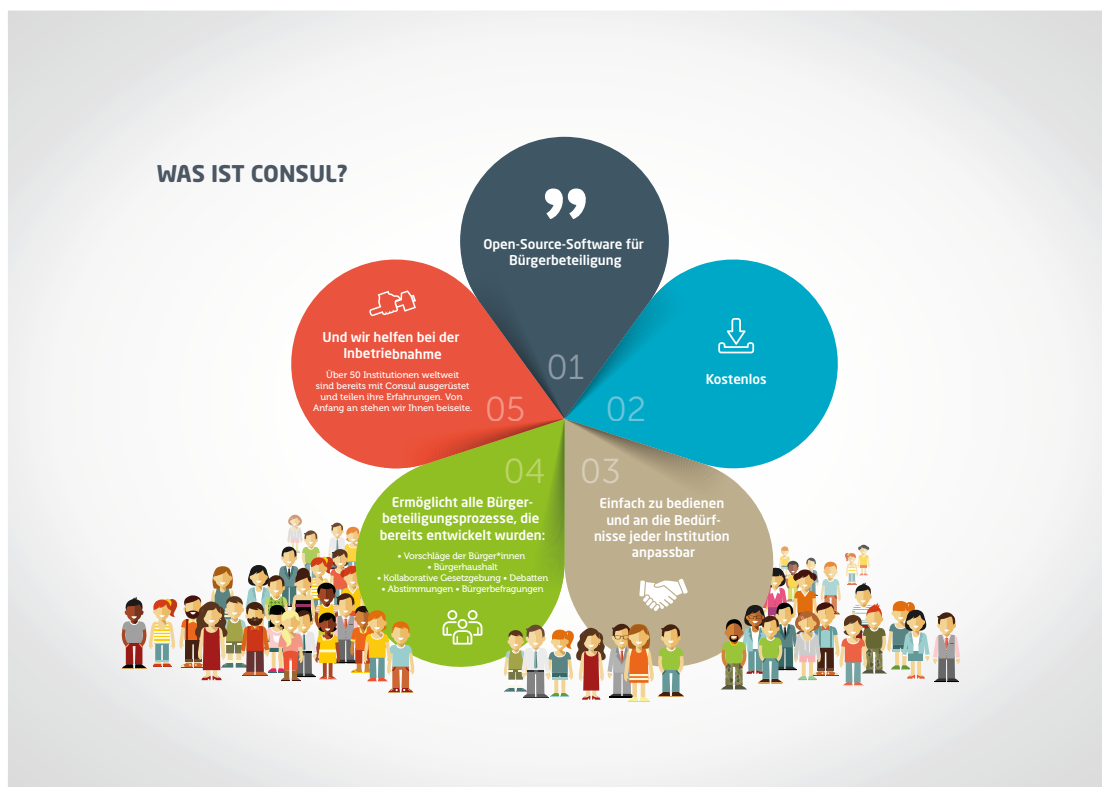 WAS IST CONSUL?
Open-Source-Software für
Bürgerbeteiligung
01
Kostenlos
02
03
Einfach zu bedienen
und an die Bedürf-
nisse jeder Institution
anpassbar
04
Ermöglicht alle Bürger-
beteiligungsprozesse, die
bereits entwickelt wurden:
• Vorschläge der Bürger*innen
• Bürgerhaushalt
• Kollaborative Gesetzgebung • Debatten
• Abstimmungen • Bürgerbefragungen
Und wir helfen bei der
Inbetriebnahme
Über 50 Institutionen weltweit
sind bereits mit Consul ausgerüstet
und teilen ihre Erfahrungen. Von
Anfang an stehen wir Ihnen beiseite.
05